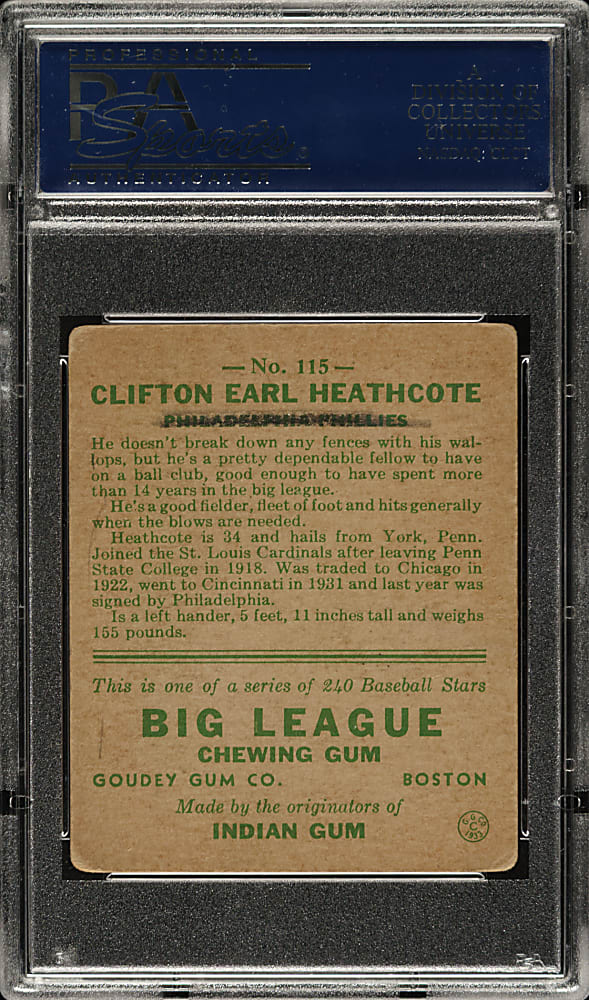 PROFESSIONAL
PSA
Sports
AUTHENTICATOR
A
DIVISION OF
COLLECTORS
UNIVERSE
NASDAQ: CLCT
— No. 115 —
CLIFTON EARL HEATHCOTE
PHILADELPHIA PHILLIES
He doesn't break down any fences with his wal-
lops, but he's a pretty dependable fellow to have
on a ball club, good enough to have spent more
than 14 years in the big league.
He's a good fielder, fleet of foot and hits generally
when the blows are needed.
Heathcote is 34 and hails from York, Penn.
Joined the St. Louis Cardinals after leaving Penn
State College in 1918. Was traded to Chicago in
1922, went to Cincinnati in 1931 and last year was
signed by Philadelphia.
Is a left hander, 5 feet, 11 inches tall and weighs
155 pounds.
This is one of a series of 240 Baseball Stars
BIG LEAGUE
CHEWING GUM
GOUDEY GUM CO. BOSTON
Made by the originators of
INDIAN GUM
G. G. CO.
C
1933
PSA